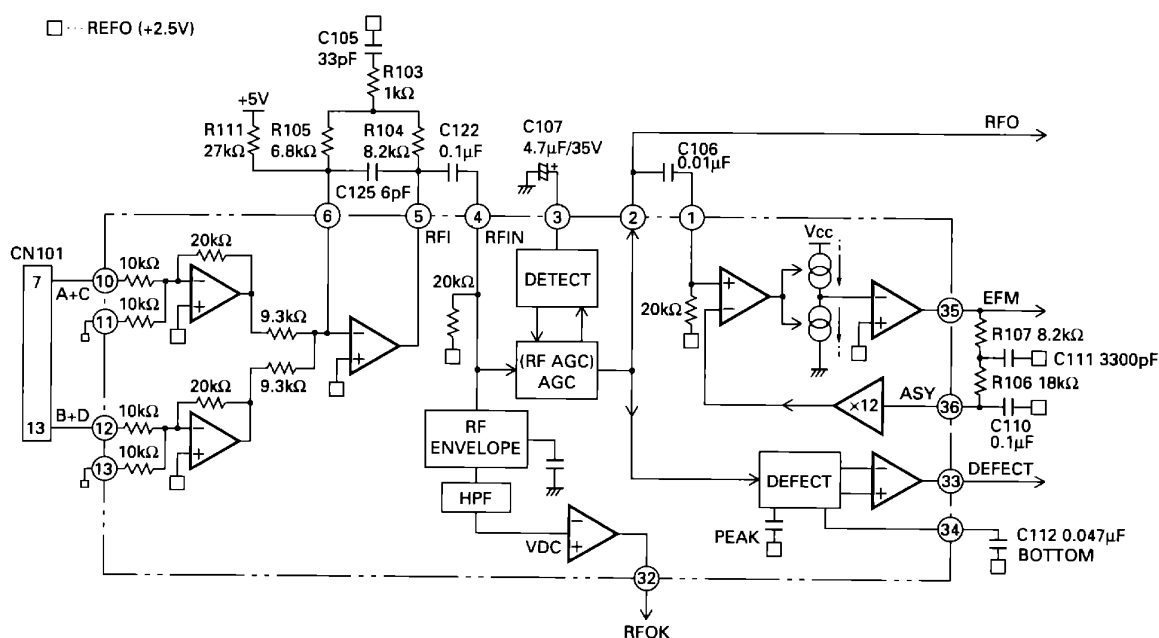 REFO (+2.5V)
C105
33pF
R103
1kΩ
+5V
R111
27kΩ
R105
6.8kΩ
R104
8.2kΩ
C122
0.1μF
C107
4.7μF/35V
C106
0.01μF
RFO
C125 6pF
6
5
4
3
2
1
RFI
RFIN
CN101
7
A+C
10
10kΩ
20kΩ
11
10kΩ
9.3kΩ
20kΩ
DETECT
(RF AGC)
AGC
20kΩ
Vcc
35
EFM
R107 8.2kΩ
C111 3300pF
R106 18kΩ
ASY
×12
36
C110
0.1μF
13
B+D
12
10kΩ
20kΩ
9.3kΩ
13
10kΩ
RF
ENVELOPE
HPF
VDC
DEFECT
33
DEFECT
PEAK
34
C112 0.047μF
BOTTOM
32
RFOK
− + − + − + − + − + − + − +